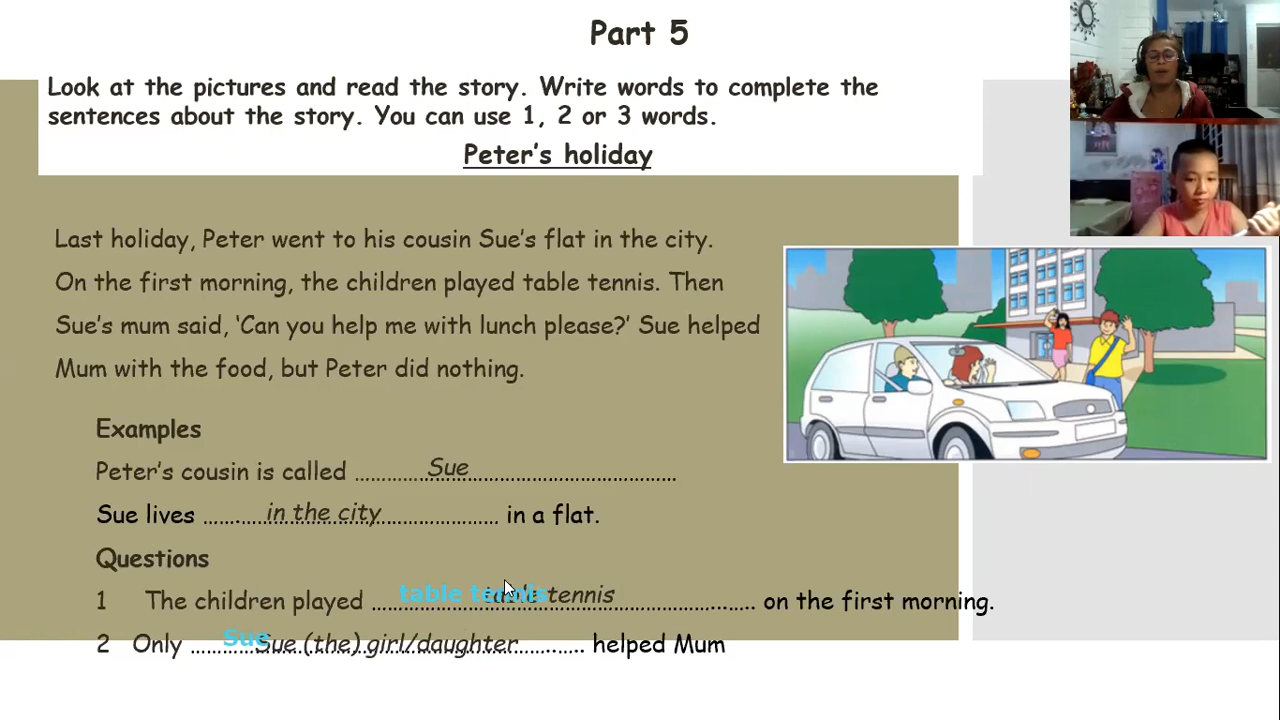 Part 5
Look at the pictures and read the story. Write words to complete the
sentences about the story. You can use 1, 2 or 3 words.
Peter's holiday
Last holiday, Peter went to his cousin Sue's flat in the city.
On the first morning, the children played table tennis. Then
Sue's mum said, 'Can you help me with lunch please?' Sue helped
Mum with the food, but Peter did nothing.
Examples
Peter's cousin is called ........................ Sue ................................................
Sue lives ............ in the city ........................ in a flat.
Questions
1 The children played ........ table tennis table tennis ........................ on the first morning.
2 Only ............ Sue Sue (the) girl/daughter ............ helped Mum